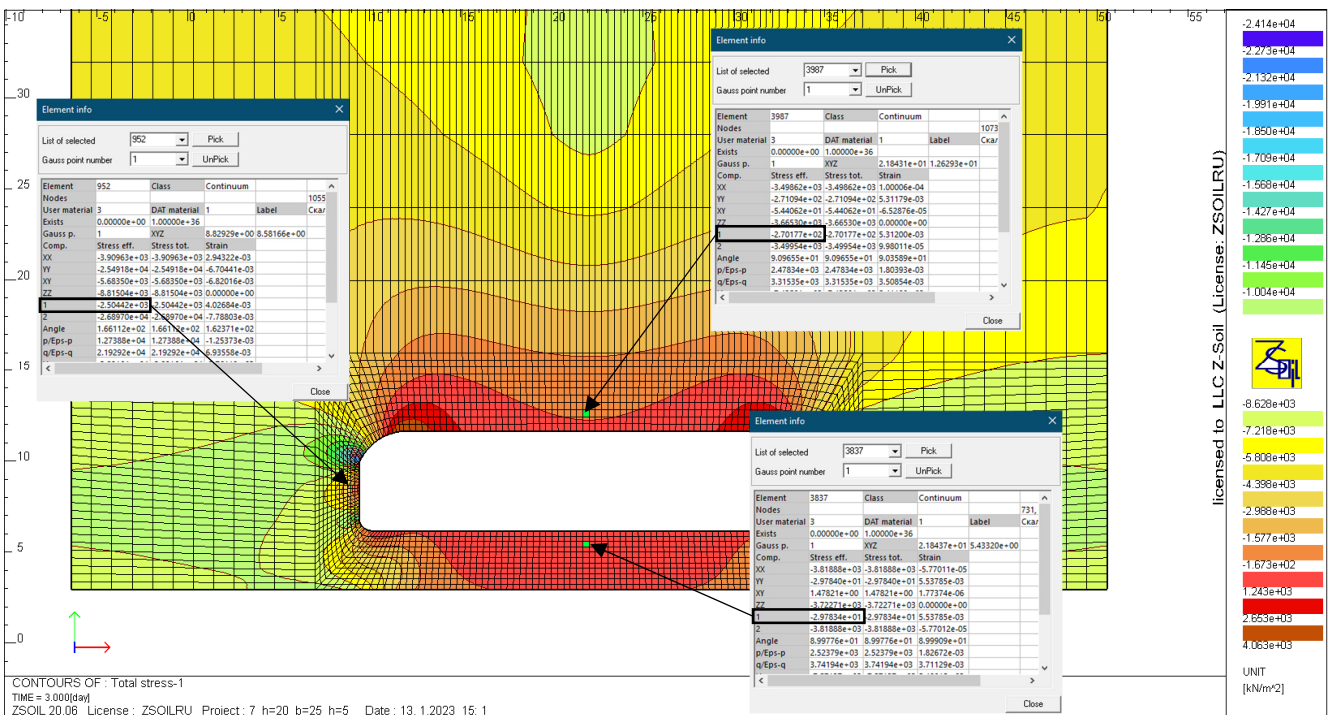 -10 -5 10 15 21 25 31 35 40 45 50 55
30
25
20
15
10
5
0
Element info
List of selected 952 Pick
Gauss point number 1 UnPick
Element 952 Class Continuum
Nodes 1055
User material 3 DAT material 1 Label Скал
Exists 0.00000e+00 1.00000e+36
Gauss p. 1 XYZ 8.82929e+00 8.58166e+00
Comp. Stress eff. Stress tot. Strain
XX -3.90963e+03 -3.90963e+03 2.94322e-03
YY -2.54918e+04 -2.54918e+04 -6.70441e-03
XY -5.68350e+03 -5.68350e+03 -6.82016e-03
ZZ -8.81504e+03 -8.81504e+03 0.00000e+00
1 -2.50442e+03 -2.50442e+03 4.02684e-03
2 -2.68970e+04 -2.68970e+04 -7.78803e-03
Angle 1.66112e+02 1.66112e+02 1.62371e+02
p/Eps-p 1.27388e+04 1.27388e+04 -1.25373e-03
q/Eps-q 2.19292e+04 2.19292e+04 6.93558e-03
Close
Element info
List of selected 3987 Pick
Gauss point number 1 UnPick
Element 3987 Class Continuum
Nodes 1073
User material 3 DAT material 1 Label Скал
Exists 0.00000e+00 1.00000e+36
Gauss p. 1 XYZ 2.18431e+01 1.26293e+01
Comp. Stress eff. Stress tot. Strain
XX -3.49862e+03 -3.49862e+03 1.00006e-04
YY -2.71094e+02 -2.71094e+02 5.31179e-03
XY -5.44062e+01 -5.44062e+01 -6.52876e-05
ZZ -3.66530e+03 -3.66530e+03 0.00000e+00
1 -2.70177e+02 -2.70177e+02 5.31200e-03
2 -3.49954e+03 -3.49954e+03 9.98011e-05
Angle 9.09655e+01 9.09655e+01 9.03589e+01
p/Eps-p 2.47834e+03 2.47834e+03 1.80393e-03
q/Eps-q 3.31535e+03 3.31535e+03 3.50854e-03
Close
Element info
List of selected 3837 Pick
Gauss point number 1 UnPick
Element 3837 Class Continuum
Nodes 731,
User material 3 DAT material 1 Label Скал
Exists 0.00000e+00 1.00000e+36
Gauss p. 1 XYZ 2.18437e+01 5.43320e+00
Comp. Stress eff. Stress tot. Strain
XX -3.81888e+03 -3.81888e+03 -5.77011e-05
YY -2.97840e+01 -2.97840e+01 5.53785e-03
XY 1.47821e+00 1.47821e+00 1.77374e-06
ZZ -3.72271e+03 -3.72271e+03 0.00000e+00
1 -2.97834e+01 -2.97834e+01 5.53785e-03
2 -3.81888e+03 -3.81888e+03 -5.77012e-05
Angle 8.99776e+01 8.99776e+01 8.99909e+01
p/Eps-p 2.52379e+03 2.52379e+03 1.82672e-03
q/Eps-q 3.74194e+03 3.74194e+03 3.71129e-03
Close
licensed to LLC Z-Soil (License: ZSOILRU)
-2.414e+04
-2.273e+04
-2.132e+04
-1.991e+04
-1.850e+04
-1.709e+04
-1.568e+04
-1.427e+04
-1.286e+04
-1.145e+04
-1.004e+04
ZSoil
-8.628e+03
-7.218e+03
-5.808e+03
-4.398e+03
-2.988e+03
-1.577e+03
-1.673e+02
1.243e+03
2.653e+03
4.063e+03
UNIT
[kN/m^2]
CONTOURS OF : Total stress-1
TIME = 3.000[day]
ZSOIL 20.06 License : ZSOILRU Project : 7 h=20 b=25 h=5 Date : 13. 1.2023 15: 1